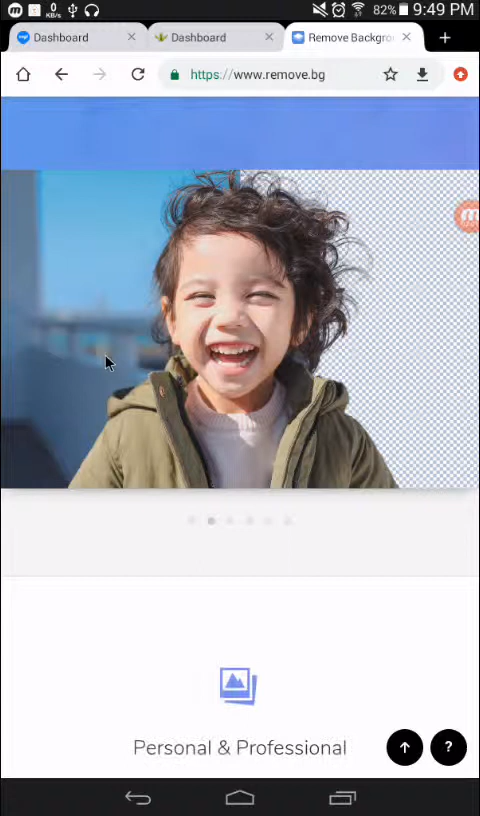 0 KB/s 82% 9:49 PM
Dashboard Dashboard Remove Backgro
https://www.remove.bg
Personal & Professional
?